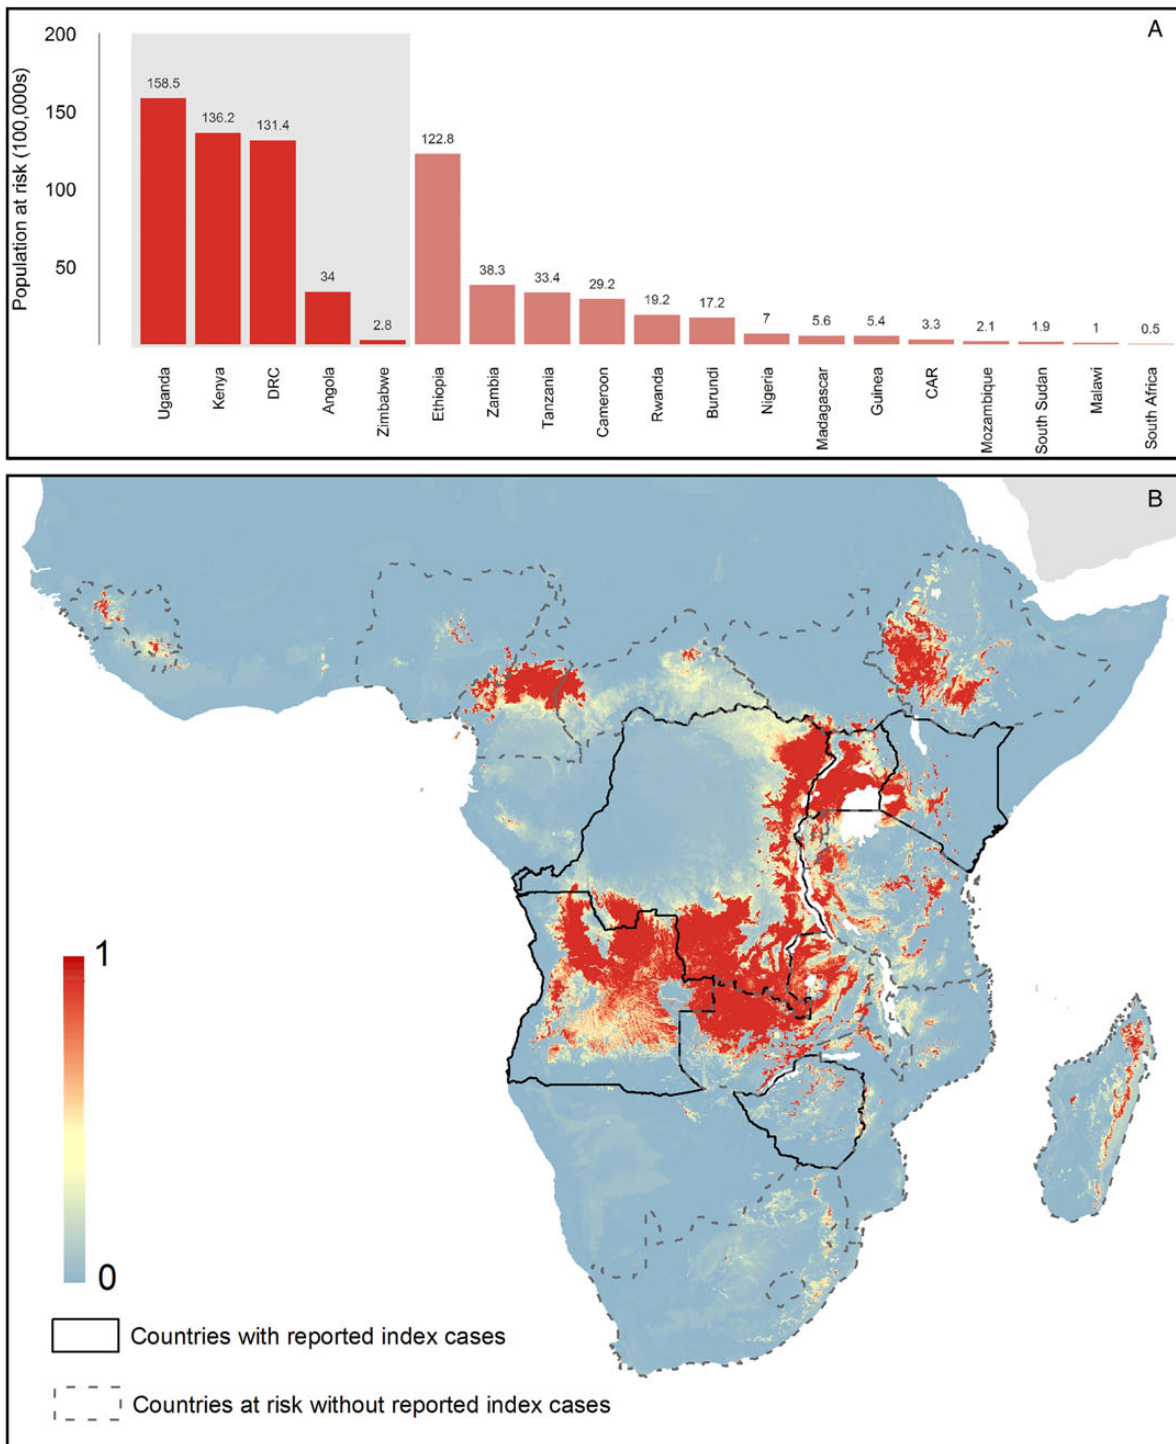 A
Population at risk (100,000s)
200
150
100
50
158.5
136.2
131.4
34
2.8
122.8
38.3
33.4
29.2
19.2
17.2
7
5.6
5.4
3.3
2.1
1.9
1
0.5
Uganda
Kenya
DRC
Angola
Zimbabwe
Ethiopia
Zambia
Tanzania
Cameroon
Rwanda
Burundi
Nigeria
Madagascar
Guinea
CAR
Mozambique
South Sudan
Malawi
South Africa
B
1
0
Countries with reported index cases
Countries at risk without reported index cases